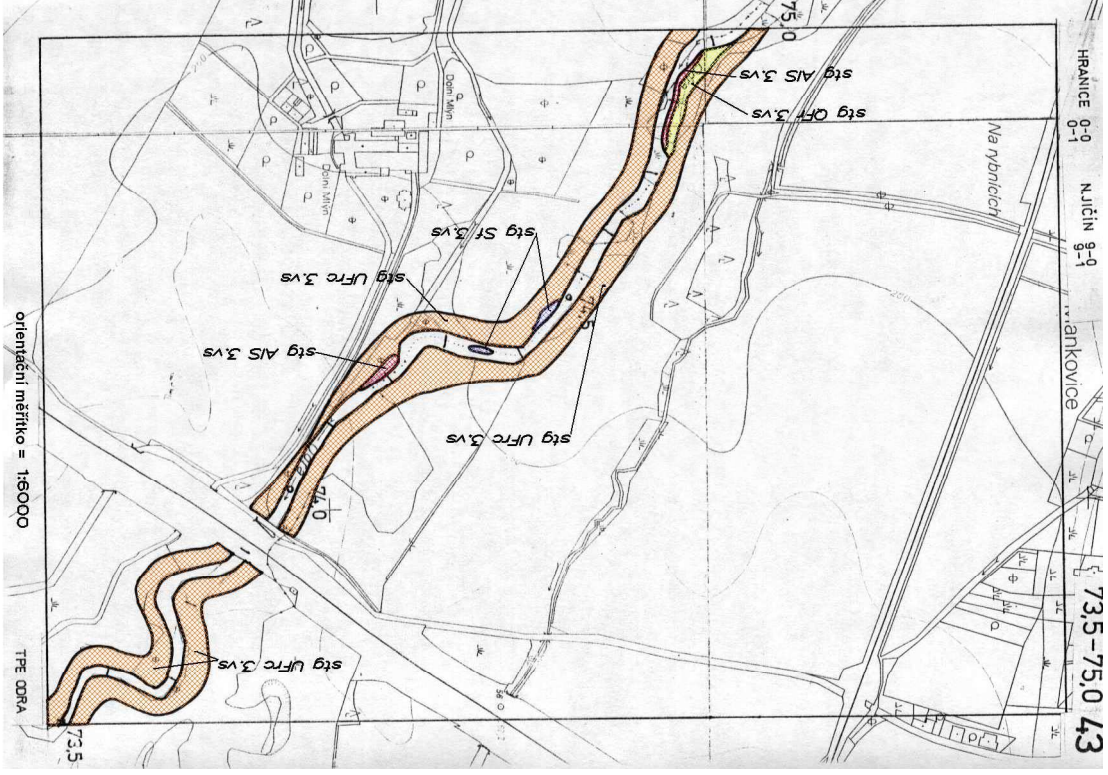 HRANICE 0-0
0-1
N.JIČÍN 9-0
9-1
73,5-75,0 43
Mankovice
Na rybnících
75,0
stg AlS 3.vs
stg QFr 3.vs
Dolní Mlýn
Dolní Mlýn
stg Sf 3.vs
stg UFrc 3.vs
74,5
stg AlS 3.vs
stg UFrc 3.vs
74,0
stg UFrc 3.vs
73,5
orientační měřítko = 1:6000
TPE ODRA